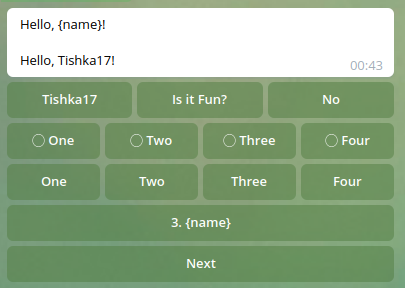 Hello, {name}!
Hello, Tishka17!
00:43
Tishka17 Is it Fun? No
◯ One ◯ Two ◯ Three ◯ Four
One Two Three Four
3. {name}
Next